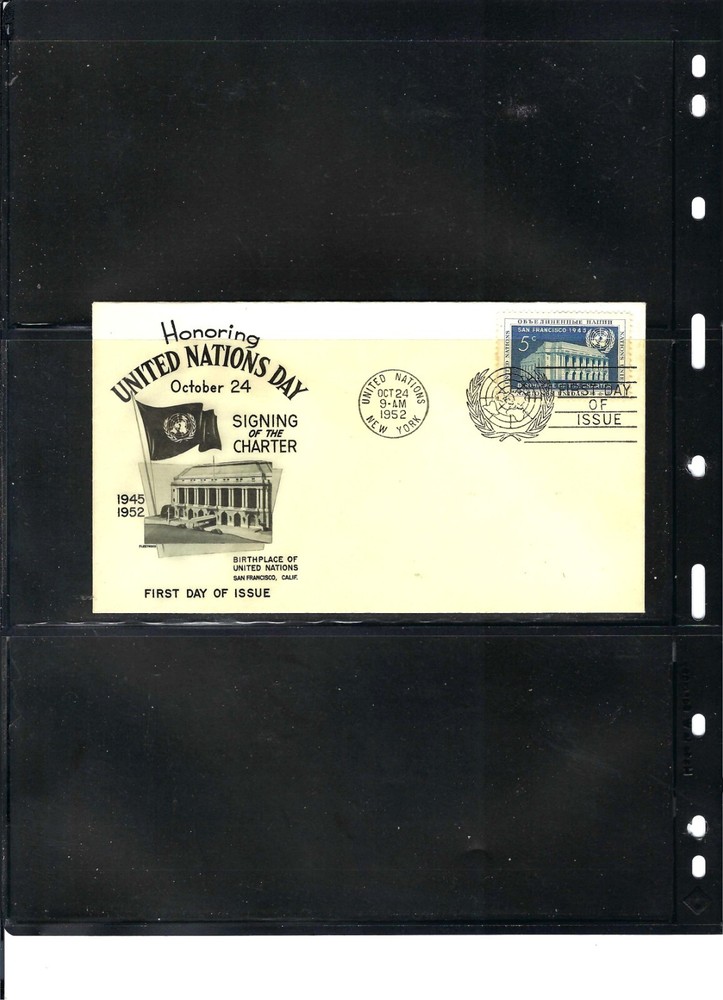 Honoring
UNITED NATIONS DAY
October 24
SIGNING
OF THE
CHARTER
1945
1952
FLEETWOOD
BIRTHPLACE OF
UNITED NATIONS
SAN FRANCISCO, CALIF.
FIRST DAY OF ISSUE
UNITED NATIONS
OCT 24
9-AM
1952
NEW YORK
ОБЪЕДИНЕННЫЕ НАЦИИ
SAN FRANCISCO 1945
5c
FIRST DAY
OF
ISSUE